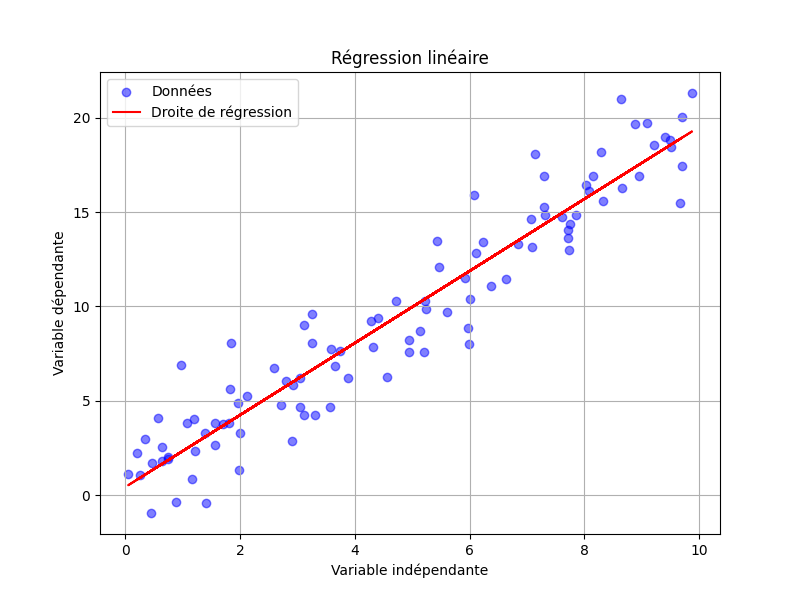 Régression linéaire
Données
Droite de régression
20
15
10
5
0
0 2 4 6 8 10
Variable dépendante
Variable indépendante